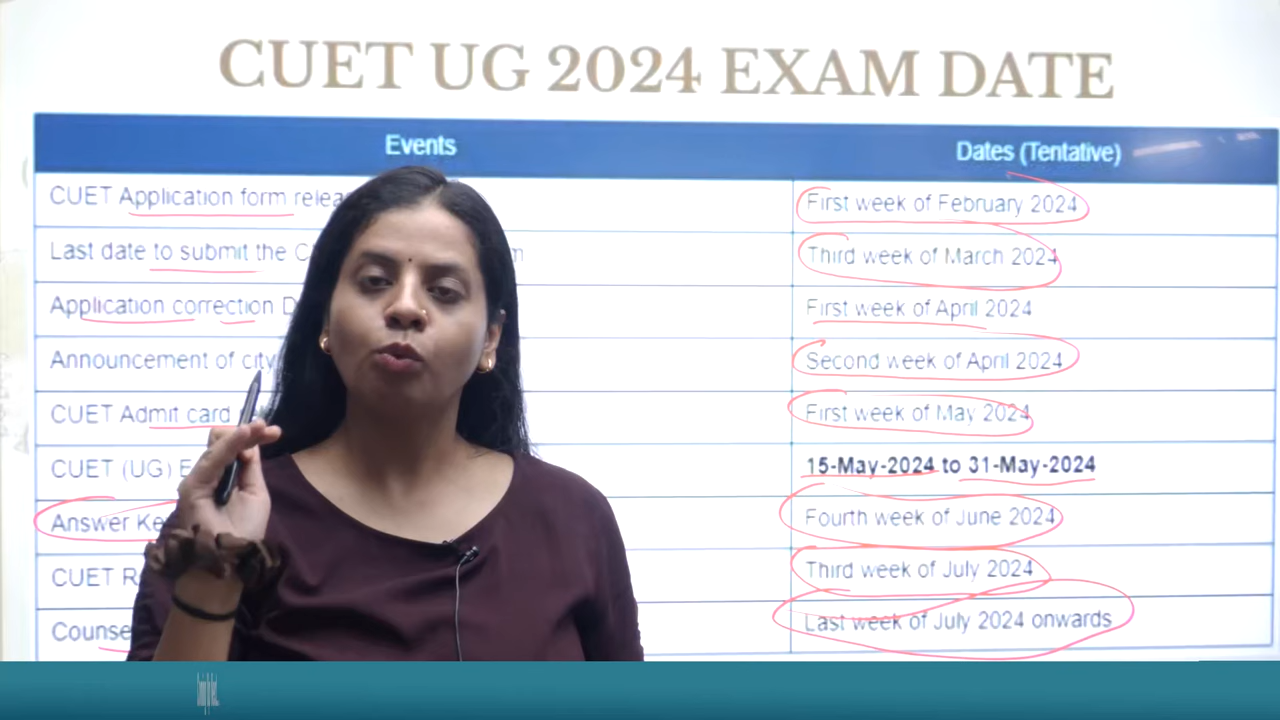 CUET UG 2024 EXAM DATE
Events Dates (Tentative)
CUET Application form First week of February 2024
Last date to submit the Third week of March 2024
Application correction First week of April 2024
Announcement of city Second week of April 2024
CUET Admit card First week of May 2024
CUET (UG) E 15-May-2024 to 31-May-2024
Answer Ke Fourth week of June 2024
CUET R Third week of July 2024
Counse Last week of July 2024 onwards